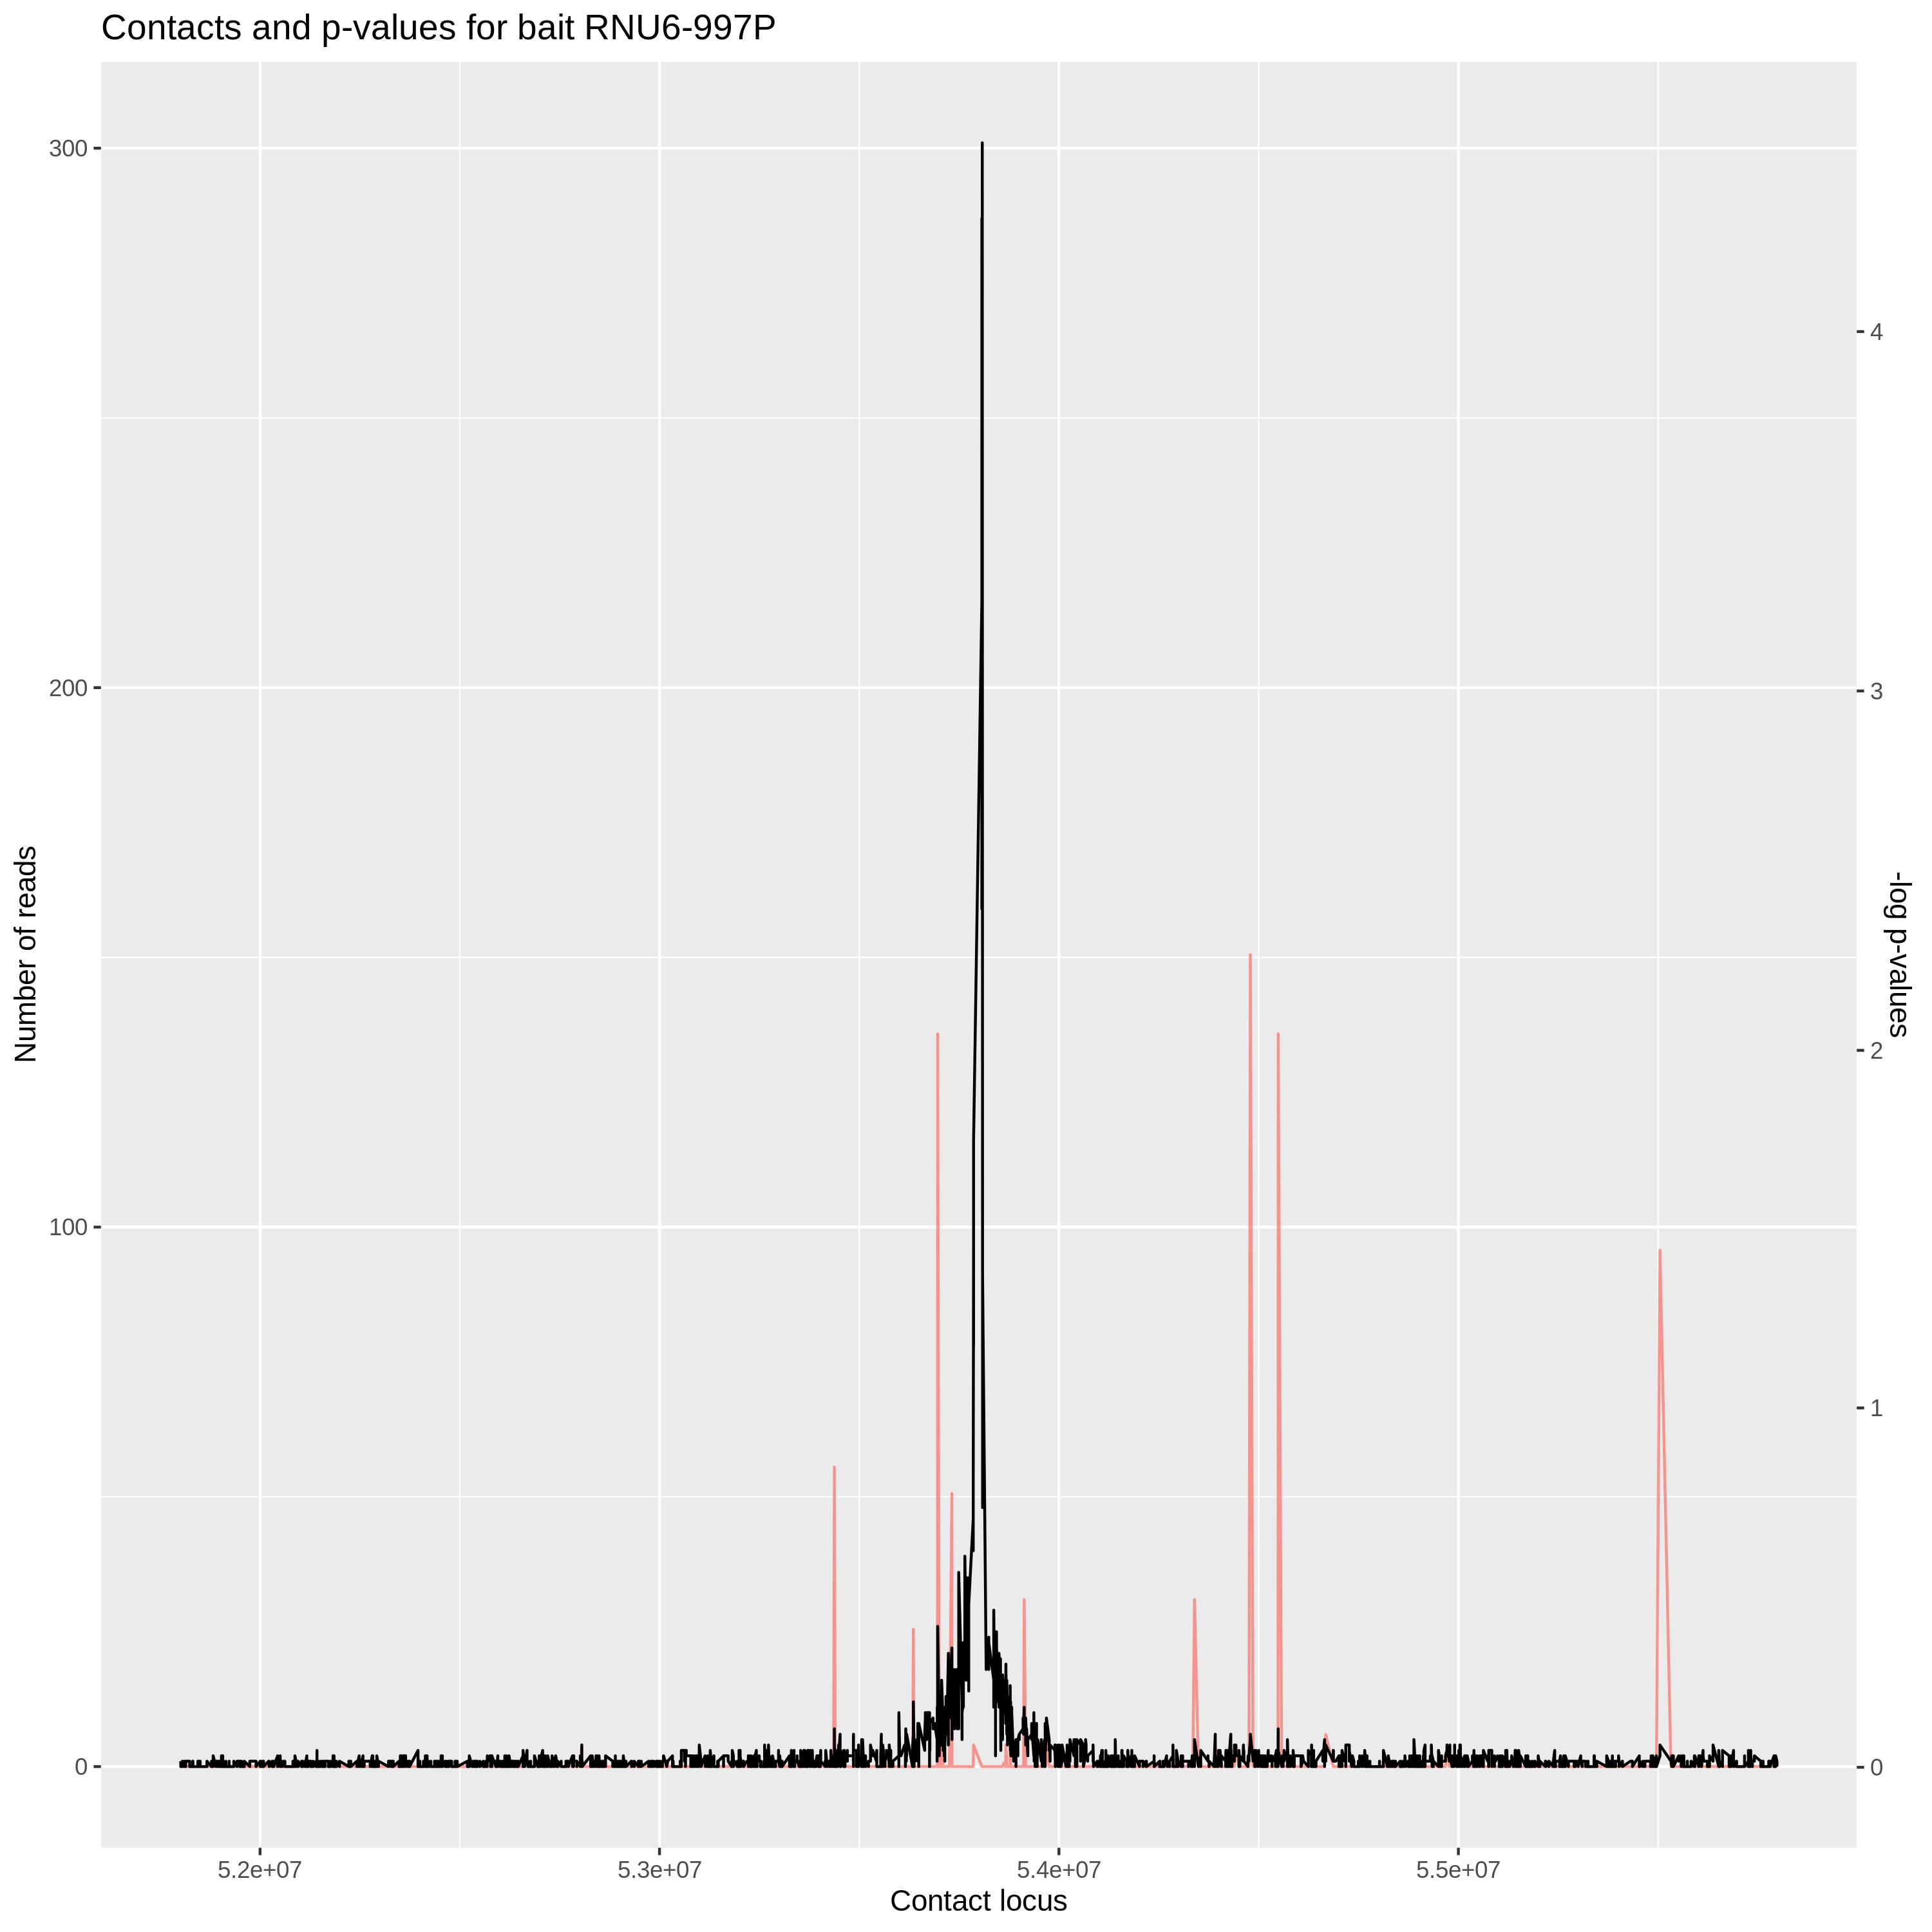 Contacts and p-values for bait RNU6-997P
300
200
100
0
Number of reads
4
3
2
1
0
-log p-values
5.2e+07
5.3e+07
5.4e+07
5.5e+07
Contact locus